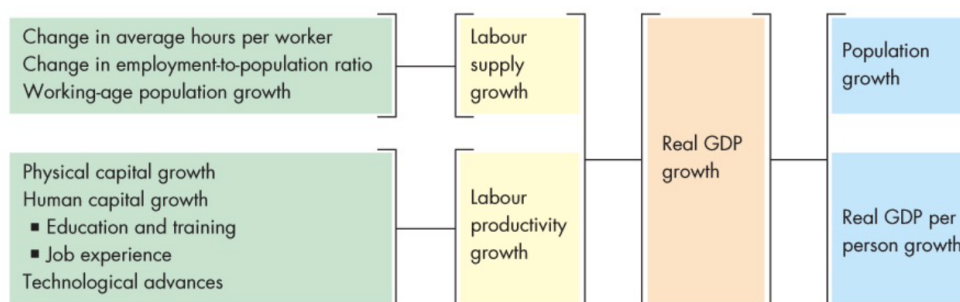 Change in average hours per worker
Change in employment-to-population ratio
Working-age population growth
Labour
supply
growth
Physical capital growth
Human capital growth
▪ Education and training
▪ Job experience
Technological advances
Labour
productivity
growth
Real GDP
growth
Population
growth
Real GDP per
person growth